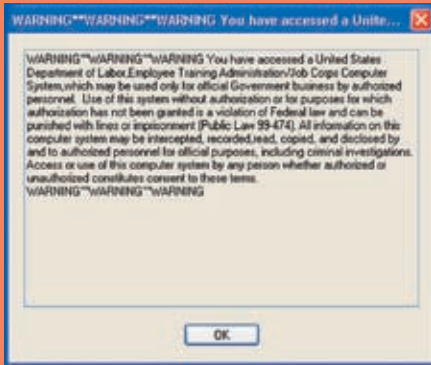 WARNING**WARNING**WARNING You have accessed a Unite...
WARNING**WARNING**WARNING You have accessed a United States
Department of Labor,Employee Training Administration/Job Corps Computer
System,which may be used only for official Government business by authorized
personnel. Use of this system without authorization or for purposes for which
authorization has not been granted is a violation of Federal law and can be
punished with fines or imprisonment (Public Law 99-474). All information on this
computer system may be intercepted, recorded,read, copied, and disclosed by
and to authorized personnel for official purposes, including criminal investigations.
Access or use of this computer system by any person whether authorized or
unauthorized constitutes consent to these terms.
WARNING**WARNING**WARNING
OK